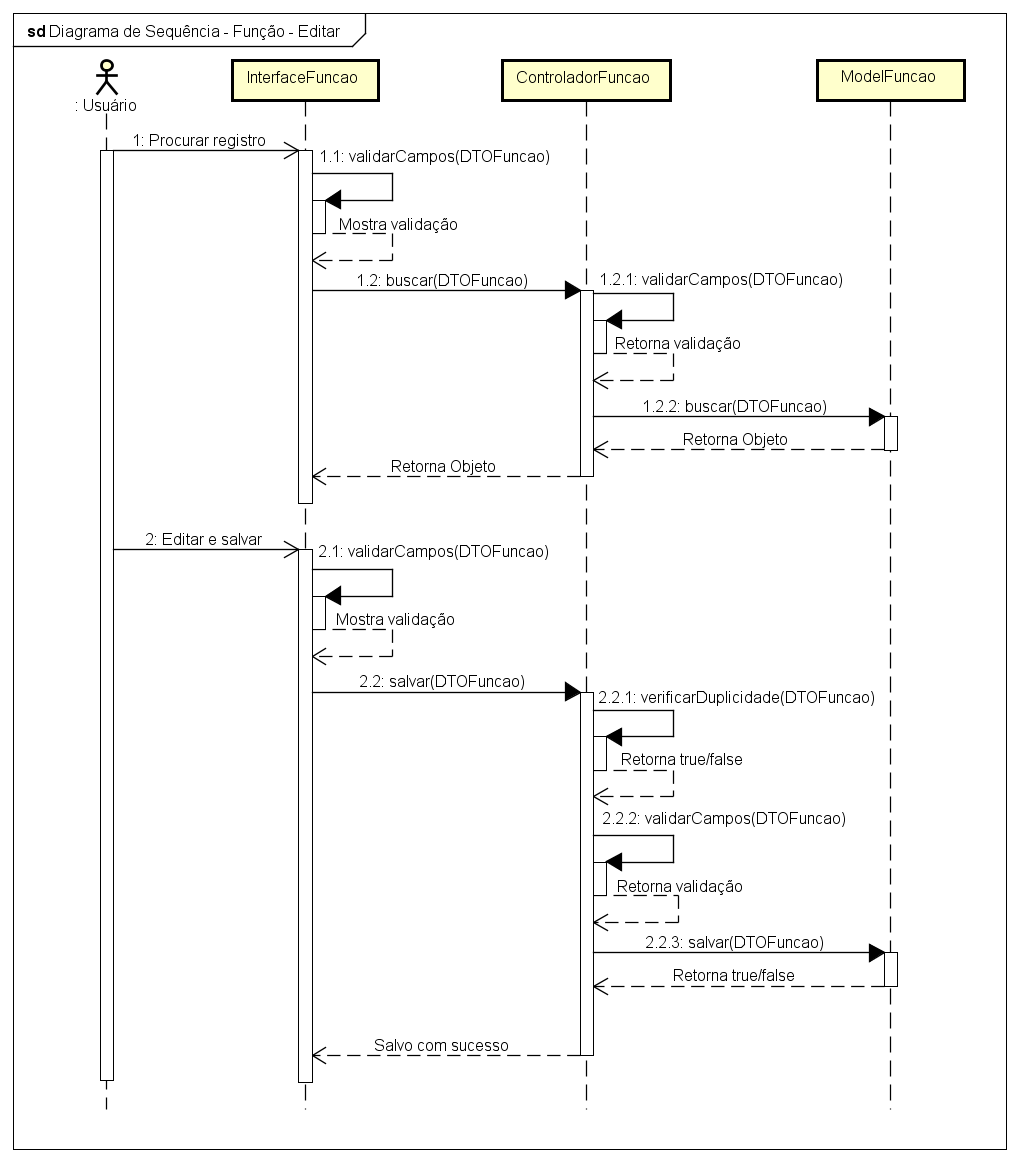 sd Diagrama de Sequência - Função - Editar
: Usuário
InterfaceFuncao
ControladorFuncao
ModelFuncao
1: Procurar registro
1.1: validarCampos(DTOFuncao)
Mostra validação
1.2: buscar(DTOFuncao)
1.2.1: validarCampos(DTOFuncao)
Retorna validação
1.2.2: buscar(DTOFuncao)
Retorna Objeto
Retorna Objeto
2: Editar e salvar
2.1: validarCampos(DTOFuncao)
Mostra validação
2.2: salvar(DTOFuncao)
2.2.1: verificarDuplicidade(DTOFuncao)
Retorna true/false
2.2.2: validarCampos(DTOFuncao)
Retorna validação
2.2.3: salvar(DTOFuncao)
Retorna true/false
Salvo com sucesso